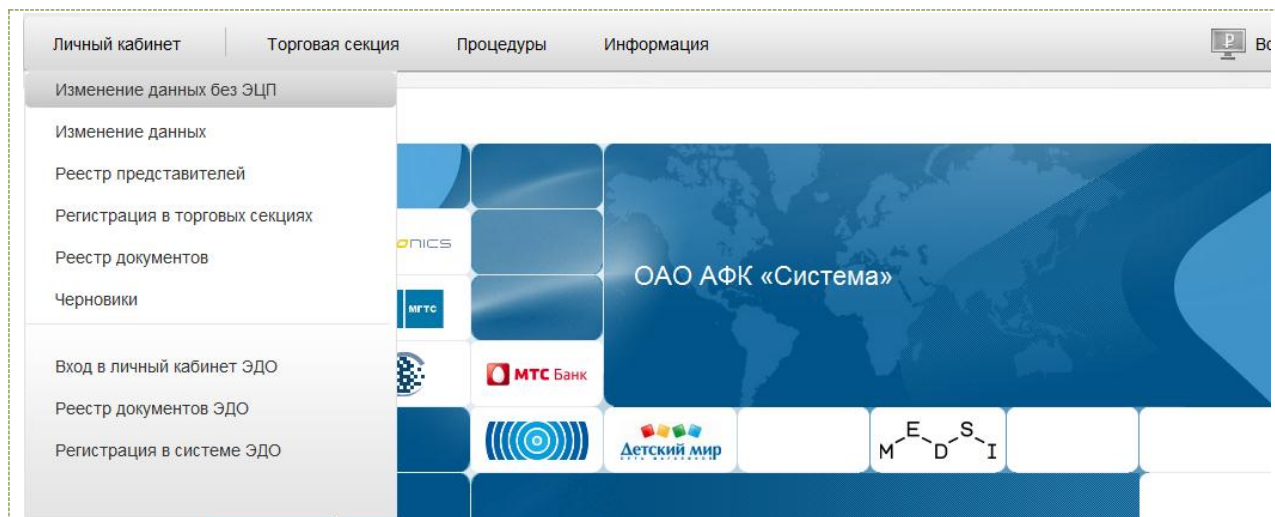 Личный кабинет
Торговая секция
Процедуры
Информация
Изменение данных без ЭЦП
Изменение данных
Реестр представителей
Регистрация в торговых секциях
Реестр документов
Черновики
Вход в личный кабинет ЭДО
Реестр документов ЭДО
Регистрация в системе ЭДО
ОАО АФК «Система»
МГТС
МТС Банк
Детский мир
MEDSI